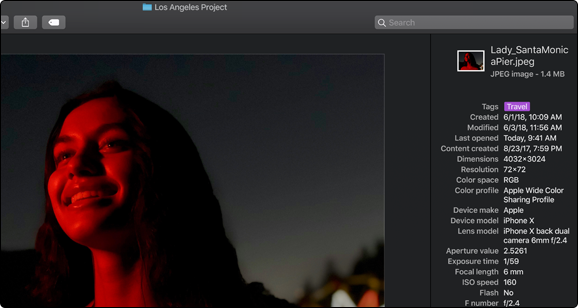 Los Angeles Project
Search
Lady_SantaMonic
aPier.jpeg
JPEG image - 1.4 MB
Tags Travel
Created 6/1/18, 10:09 AM
Modified 6/3/18, 11:56 AM
Last opened Today, 9:41 AM
Content created 8/23/17, 7:59 PM
Dimensions 4032×3024
Resolution 72×72
Color space RGB
Color profile Apple Wide Color
Sharing Profile
Device make Apple
Device model iPhone X
Lens model iPhone X back dual
camera 6mm f/2.4
Aperture value 2.5261
Exposure time 1/59
Focal length 6 mm
ISO speed 160
Flash No
F number f/2.4